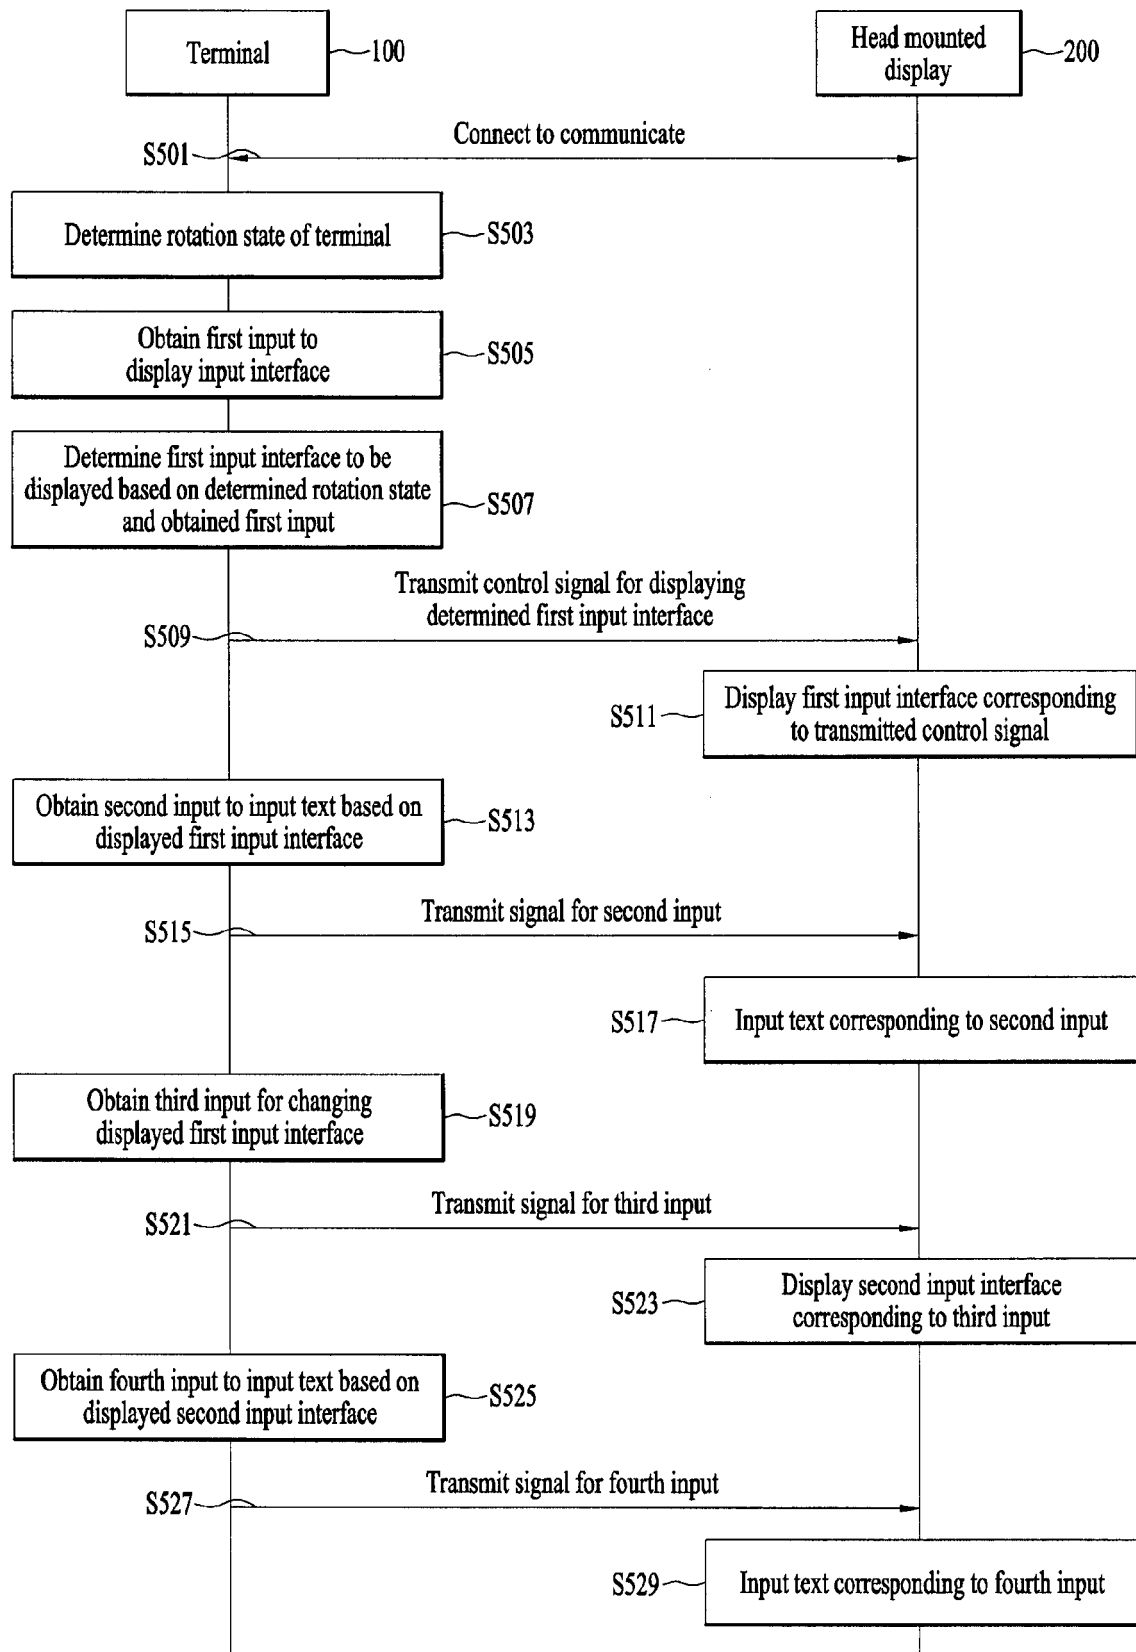 Terminal
100
Head mounted
display
200
Connect to communicate
S501
Determine rotation state of terminal
S503
Obtain first input to
display input interface
S505
Determine first input interface to be
displayed based on determined rotation state
and obtained first input
S507
Transmit control signal for displaying
determined first input interface
S509
Display first input interface corresponding
to transmitted control signal
S511
Obtain second input to input text based on
displayed first input interface
S513
Transmit signal for second input
S515
Input text corresponding to second input
S517
Obtain third input for changing
displayed first input interface
S519
Transmit signal for third input
S521
Display second input interface
corresponding to third input
S523
Obtain fourth input to input text based on
displayed second input interface
S525
Transmit signal for fourth input
S527
Input text corresponding to fourth input
S529